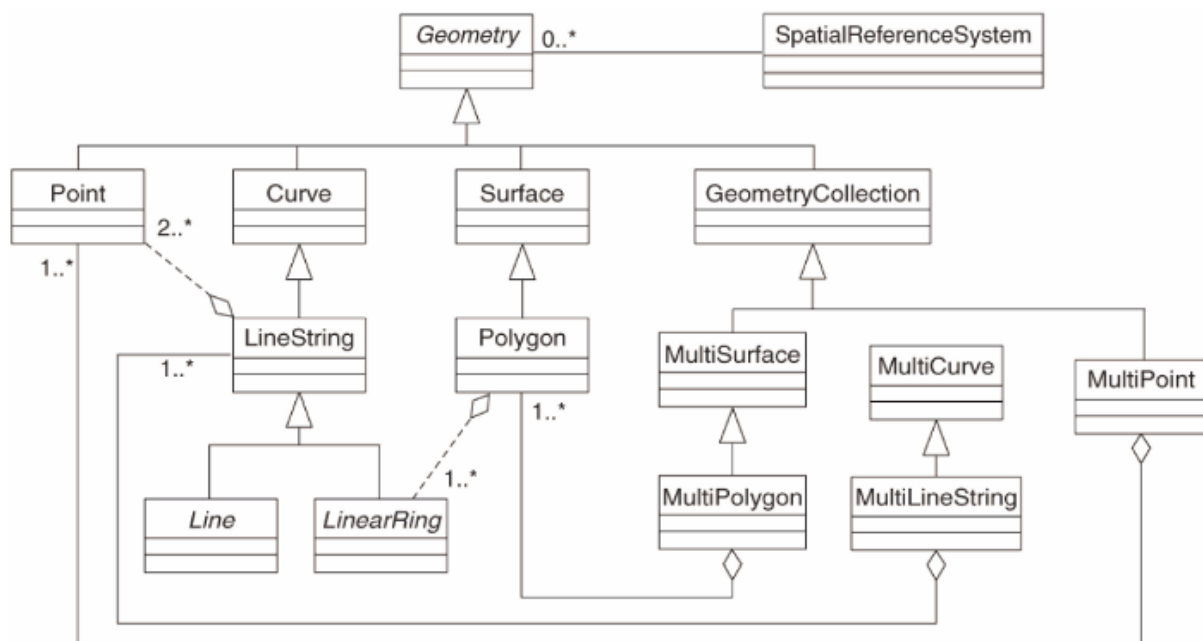 Geometry
0..*
SpatialReferenceSystem
Point
Curve
Surface
GeometryCollection
2..*
1..*
LineString
Polygon
MultiSurface
MultiCurve
MultiPoint
1..*
1..*
1..*
Line
LinearRing
MultiPolygon
MultiLineString